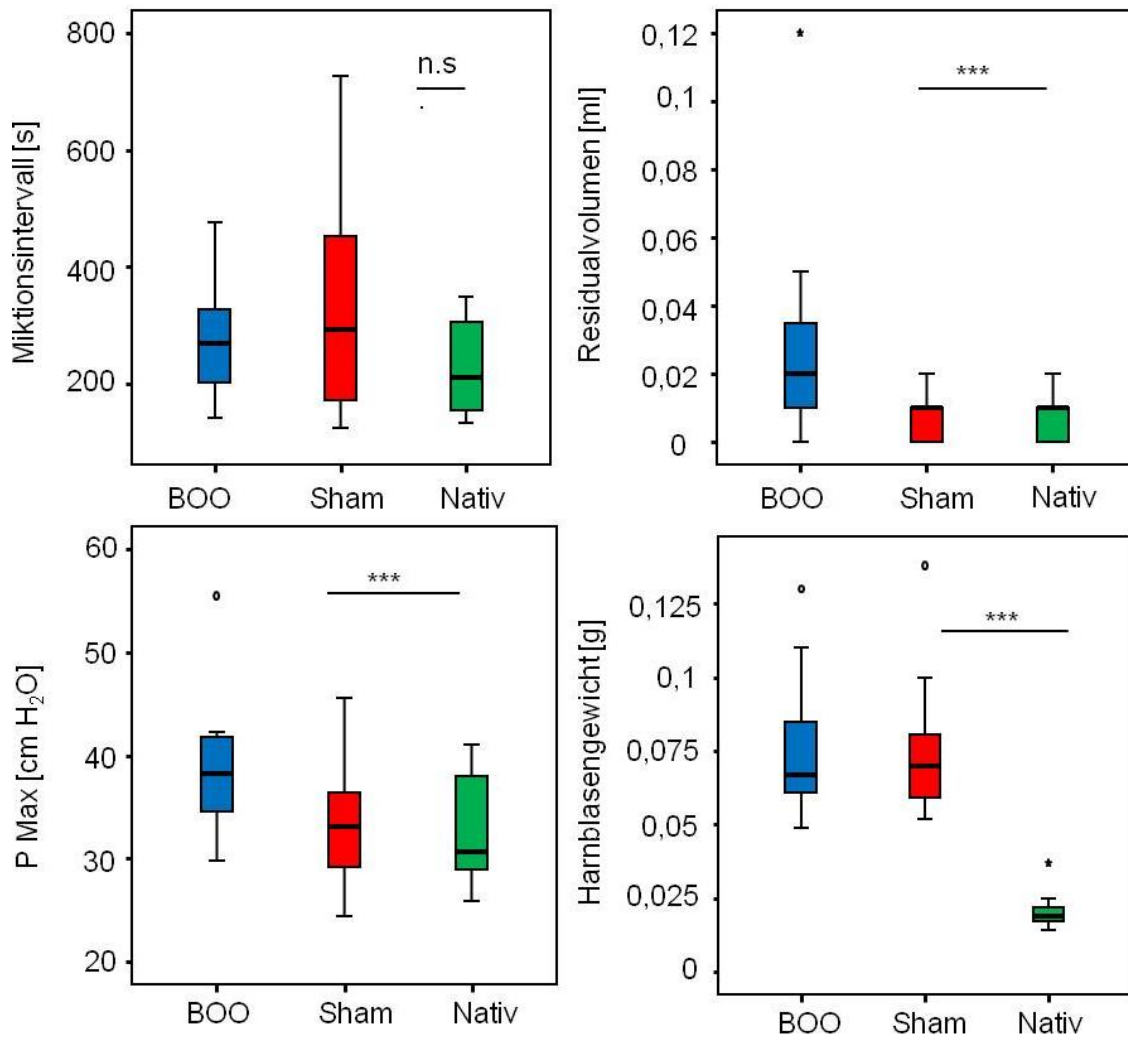 Miktionsintervall [s]
800
600
400
200
n.s
BOO Sham Nativ
Residualvolumen [ml]
0,12
0,1
0,08
0,06
0,04
0,02
0
***
BOO Sham Nativ
P Max [cm H₂O]
60
50
40
30
20
***
BOO Sham Nativ
Harnblasengewicht [g]
0,125
0,1
0,075
0,05
0,025
0
***
BOO Sham Nativ